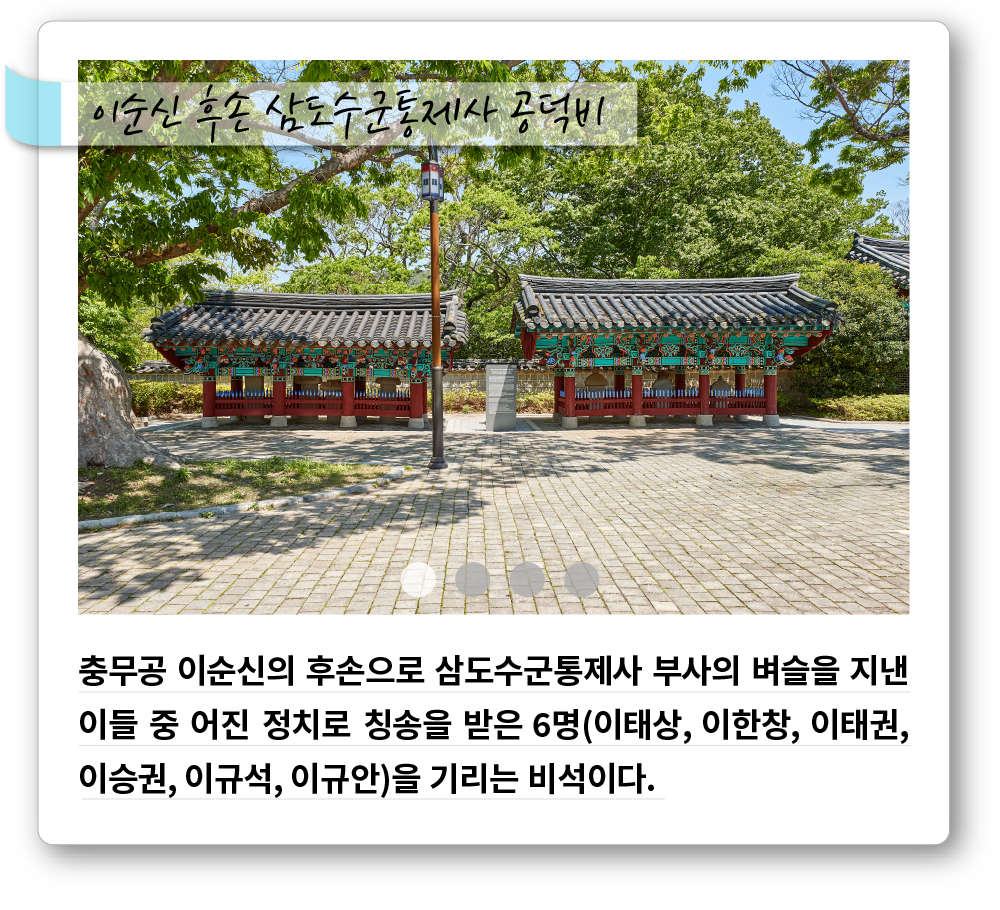 이순신 후손 삼도수군통제사 공덕비
충무공 이순신의 후손으로 삼도수군통제사 부사의 벼슬을 지낸
이들 중 어진 정치로 칭송을 받은 6명(이태상, 이한창, 이태권,
이승권, 이규석, 이규안)을 기리는 비석이다.